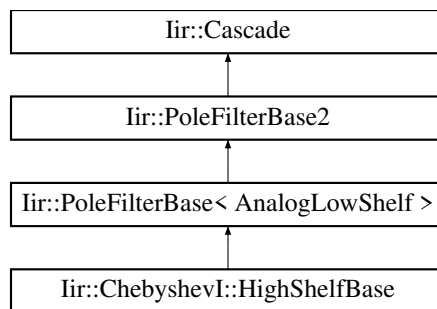 Iir::Cascade
Iir::PoleFilterBase2
Iir::PoleFilterBase< AnalogLowShelf >
Iir::ChebyshevI::HighShelfBase